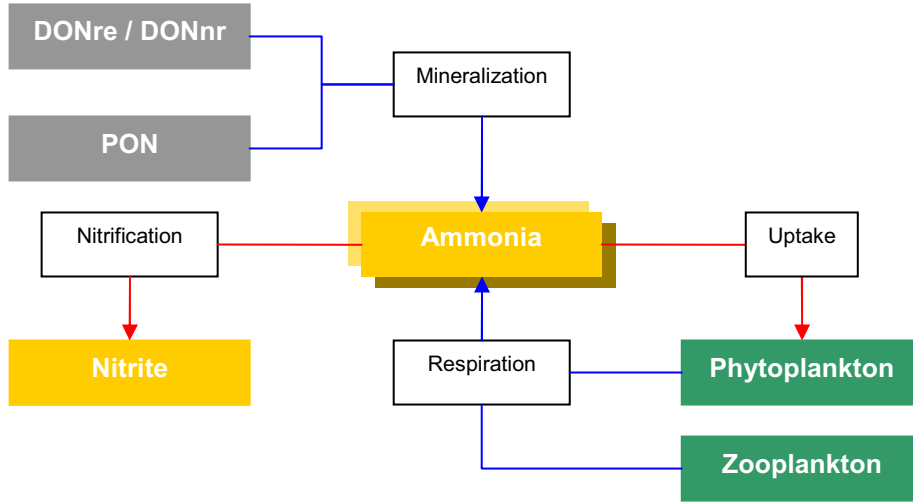 DONre / DONnr
Mineralization
PON
Nitrification
Ammonia
Uptake
Nitrite
Respiration
Phytoplankton
Zooplankton